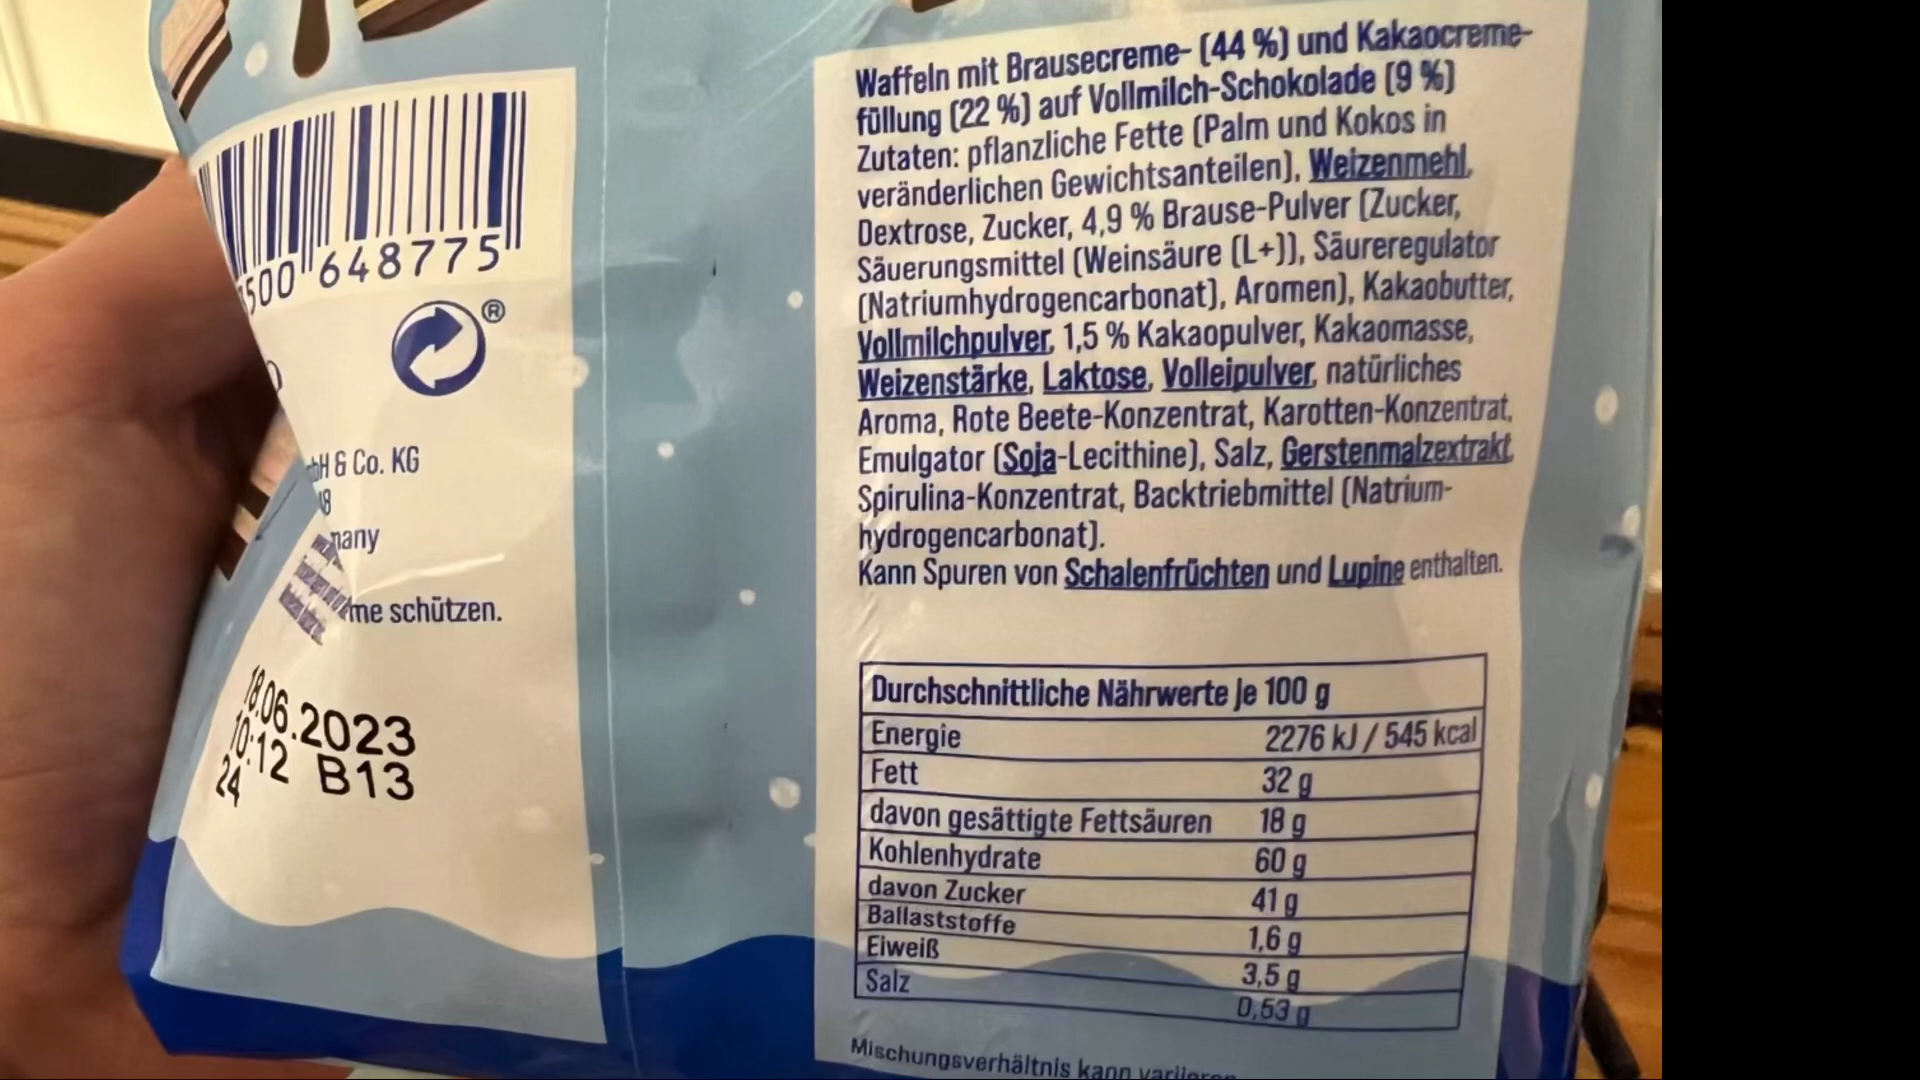 500 648775
®
H & Co. KG
many
me schützen.
18.06.2023
10:12 B13
24
Waffeln mit Brausecreme- (44 %) und Kakaocreme-
füllung (22 %) auf Vollmilch-Schokolade (9 %)
Zutaten: pflanzliche Fette (Palm und Kokos in
veränderlichen Gewichtsanteilen), Weizenmehl,
Dextrose, Zucker, 4,9 % Brause-Pulver (Zucker,
Säuerungsmittel (Weinsäure (L+)), Säureregulator
(Natriumhydrogencarbonat), Aromen), Kakaobutter,
Vollmilchpulver, 1,5 % Kakaopulver, Kakaomasse,
Weizenstärke, Laktose, Volleipulver, natürliches
Aroma, Rote Beete-Konzentrat, Karotten-Konzentrat,
Emulgator (Soja-Lecithine), Salz, Gerstenmalzextrakt,
Spirulina-Konzentrat, Backtriebmittel (Natrium-
hydrogencarbonat).
Kann Spuren von Schalenfrüchten und Lupine enthalten.
Durchschnittliche Nährwerte je 100 g
Energie 2276 kJ / 545 kcal
Fett 32 g
davon gesättigte Fettsäuren 18 g
Kohlenhydrate 60 g
davon Zucker 41 g
Ballaststoffe 1,6 g
Eiweiß 3,5 g
Salz 0,53 g
Mischungsverhältnis kann